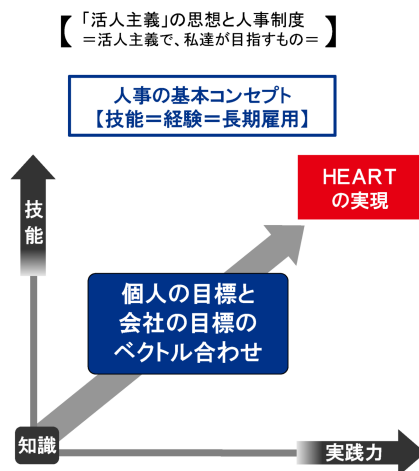 【「活人主義」の思想と人事制度
＝活人主義で、私達が目指すもの＝】
人事の基本コンセプト
【技能＝経験＝長期雇用】
HEART
の実現
技能
個人の目標と
会社の目標の
ベクトル合わせ
知識
実践力